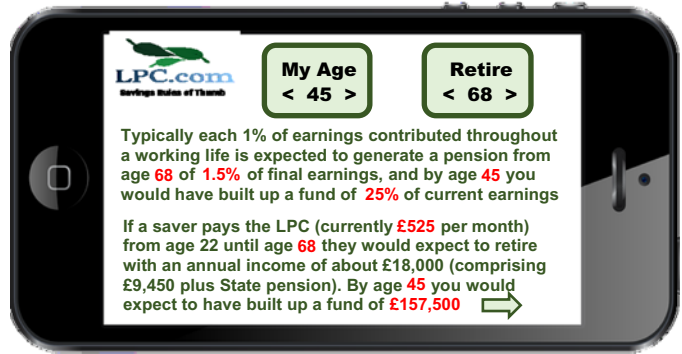 LPC.com
Savings Rules of Thumb
My Age
< 45 >
Retire
< 68 >
Typically each 1% of earnings contributed throughout
a working life is expected to generate a pension from
age 68 of 1.5% of final earnings, and by age 45 you
would have built up a fund of 25% of current earnings
If a saver pays the LPC (currently £525 per month)
from age 22 until age 68 they would expect to retire
with an annual income of about £18,000 (comprising
£9,450 plus State pension). By age 45 you would
expect to have built up a fund of £157,500